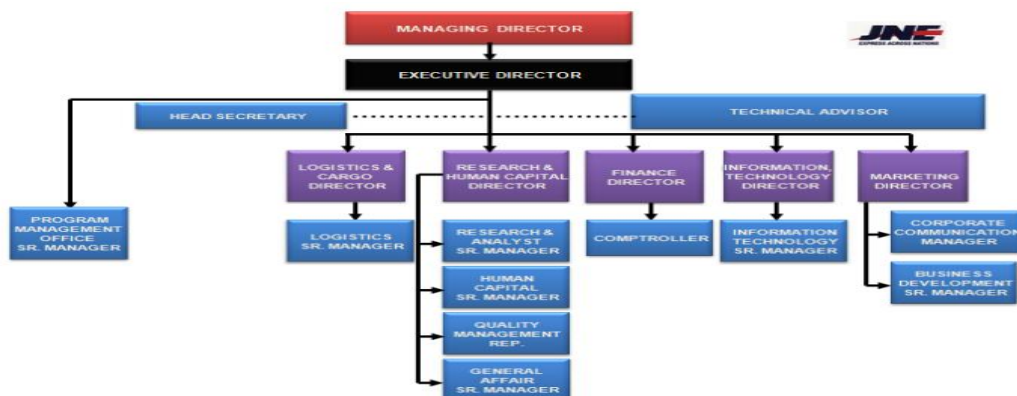 MANAGING DIRECTOR
JNE
EXPRESS ACROSS NATIONS
EXECUTIVE DIRECTOR
HEAD SECRETARY
TECHNICAL ADVISOR
LOGISTICS &
CARGO
DIRECTOR
RESEARCH &
HUMAN CAPITAL
DIRECTOR
FINANCE
DIRECTOR
INFORMATION,
TECHNOLOGY
DIRECTOR
MARKETING
DIRECTOR
PROGRAM
MANAGEMENT
OFFICE
SR. MANAGER
LOGISTICS
SR. MANAGER
RESEARCH &
ANALYST
SR. MANAGER
COMPTROLLER
INFORMATION
TECHNOLOGY
SR. MANAGER
CORPORATE
COMMUNICATION
MANAGER
HUMAN
CAPITAL
SR. MANAGER
BUSINESS
DEVELOPMENT
SR. MANAGER
QUALITY
MANAGEMENT
REP.
GENERAL
AFFAIR
SR. MANAGER